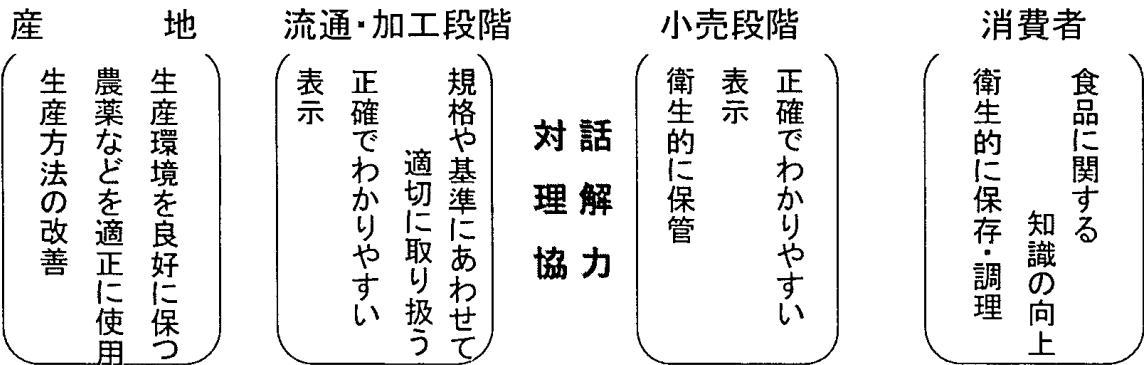 産地
生産環境を良好に保つ
農薬などを適正に使用
生産方法の改善
流通・加工段階
規格や基準にあわせて
適切に取り扱う
正確でわかりやすい
表示
対話
理解
協力
小売段階
正確でわかりやすい
表示
衛生的に保管
消費者
食品に関する
知識の向上
衛生的に保存・調理